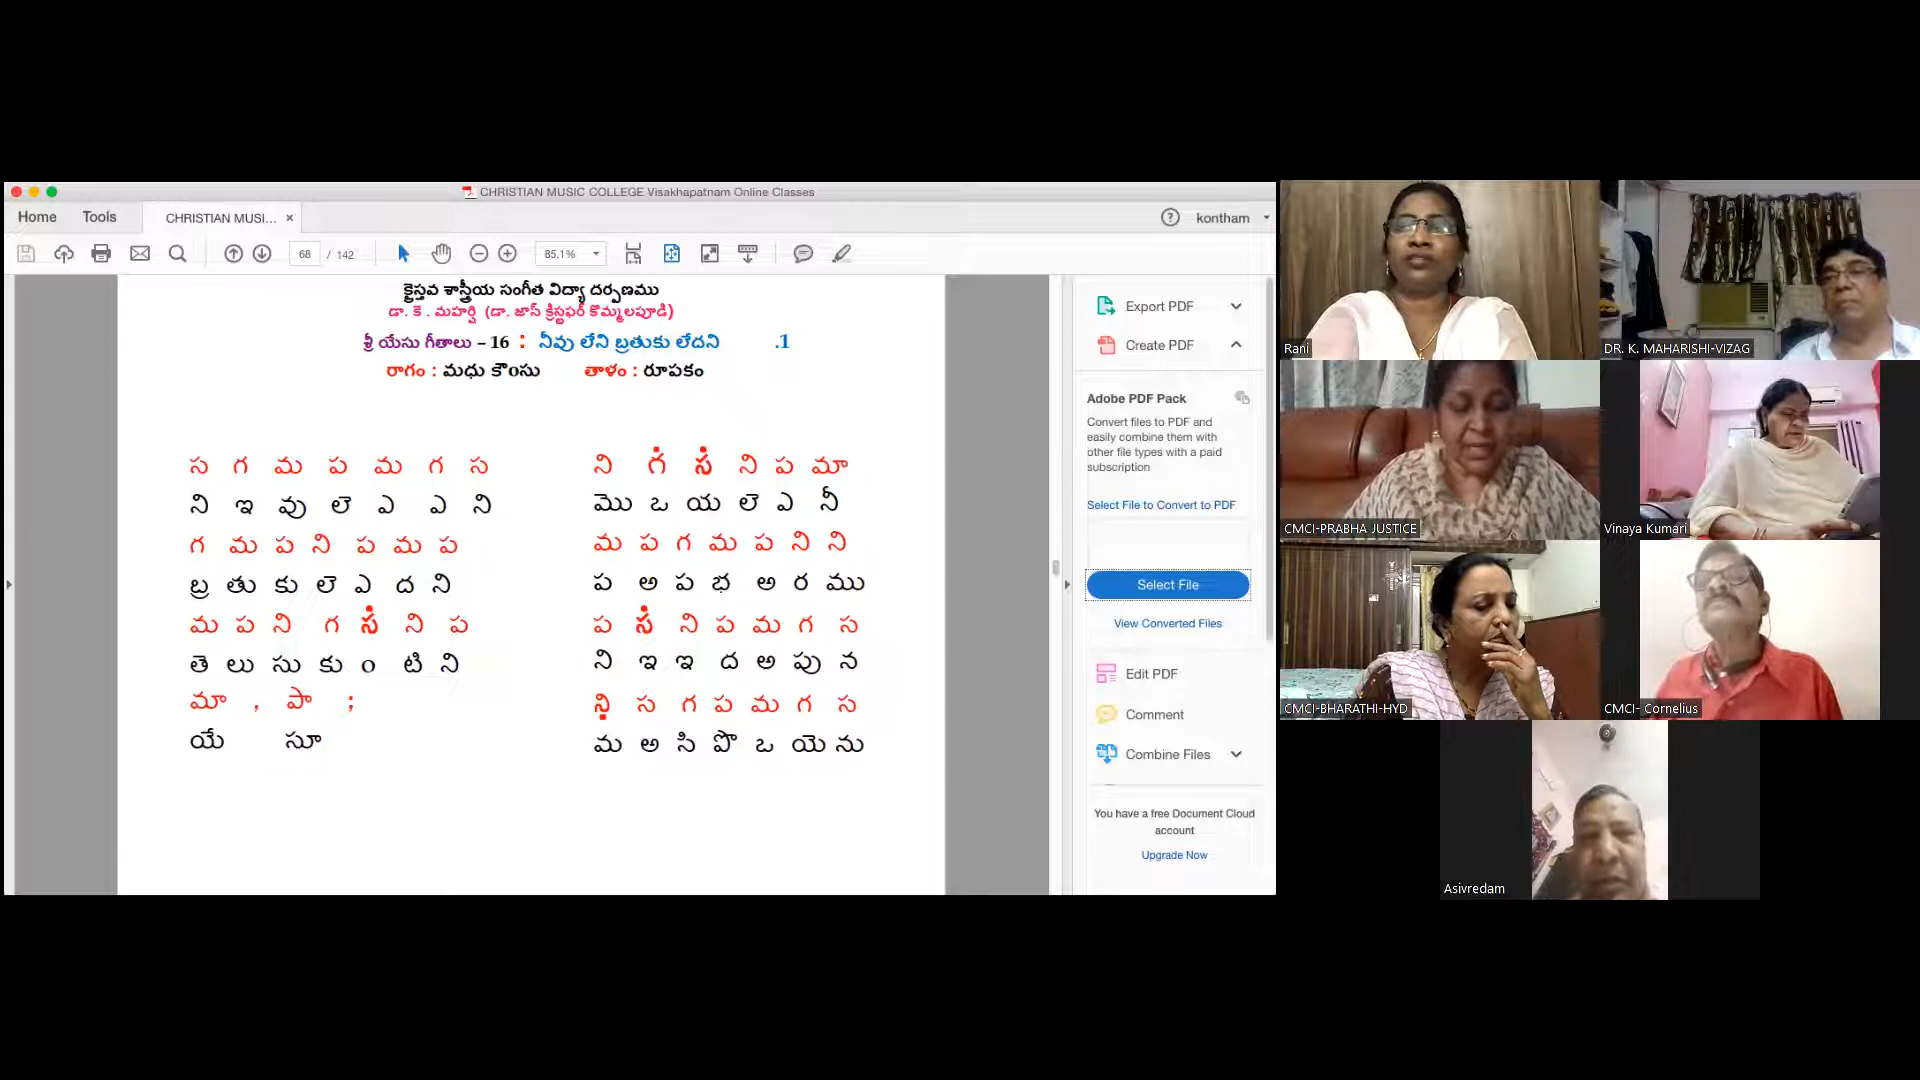 CHRISTIAN MUSIC COLLEGE Visakhapatnam Online Classes
Home Tools CHRISTIAN MUSI... × ? kontham
68 / 142 85.1%
క్రైస్తవ శాస్త్రీయ సంగీత విద్యా దర్పణము
డా. కె . మహర్షి (డా. జాస్ క్రిస్టఫర్ కొమ్మలపూడి)
శ్రీ యేసు గీతాలు – 16 : నీవు లేని బ్రతుకు లేదని .1
రాగం : మధు కౌoసు తాళం : రూపకం
స గ మ ప మ గ స
ని ఇ వు లె ఎ ఎ ని
గ మ ప ని ప మ ప
బ్ర తు కు లె ఎ ద ని
మ ప ని గ స̇ ని ప
తె లు సు కు o టి ని
మా , పా ;
యే సూ
ని గ̇ స̇ ని ప మా
మొ ఒ య లె ఎ నీ
మ ప గ మ ప ని ని
ప అ ప భ అ ర ము
ప స̇ ని ప మ గ స
ని ఇ ఇ ద అ పు న
ని̣ స గ ప మ గ స
మ అ సి పొ ఒ యె ను
Export PDF
Create PDF
Adobe PDF Pack
Convert files to PDF and
easily combine them with
other file types with a paid
subscription
Select File to Convert to PDF
Select File
View Converted Files
Edit PDF
Comment
Combine Files
You have a free Document Cloud
account
Upgrade Now
Rani
DR. K. MAHARISHI-VIZAG
CMCI-PRABHA JUSTICE
Vinaya Kumari
CMCI-BHARATHI-HYD
CMCI- Cornelius
Asivredam